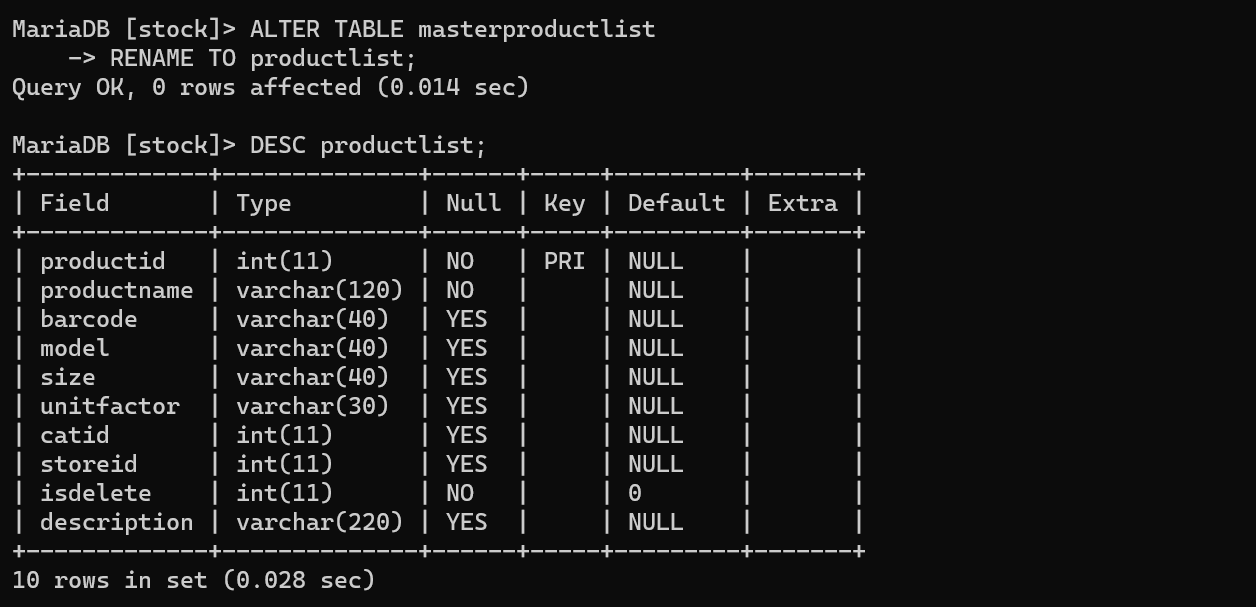 MariaDB [stock]> ALTER TABLE masterproductlist
    -> RENAME TO productlist;
Query OK, 0 rows affected (0.014 sec)

MariaDB [stock]> DESC productlist;
+-------------+--------------+------+-----+---------+-------+
| Field       | Type         | Null | Key | Default | Extra |
+-------------+--------------+------+-----+---------+-------+
| productid   | int(11)      | NO   | PRI | NULL    |       |
| productname | varchar(120) | NO   |     | NULL    |       |
| barcode     | varchar(40)  | YES  |     | NULL    |       |
| model       | varchar(40)  | YES  |     | NULL    |       |
| size        | varchar(40)  | YES  |     | NULL    |       |
| unitfactor  | varchar(30)  | YES  |     | NULL    |       |
| catid       | int(11)      | YES  |     | NULL    |       |
| storeid     | int(11)      | YES  |     | NULL    |       |
| isdelete    | int(11)      | NO   |     | 0       |       |
| description | varchar(220) | YES  |     | NULL    |       |
+-------------+--------------+------+-----+---------+-------+
10 rows in set (0.028 sec)